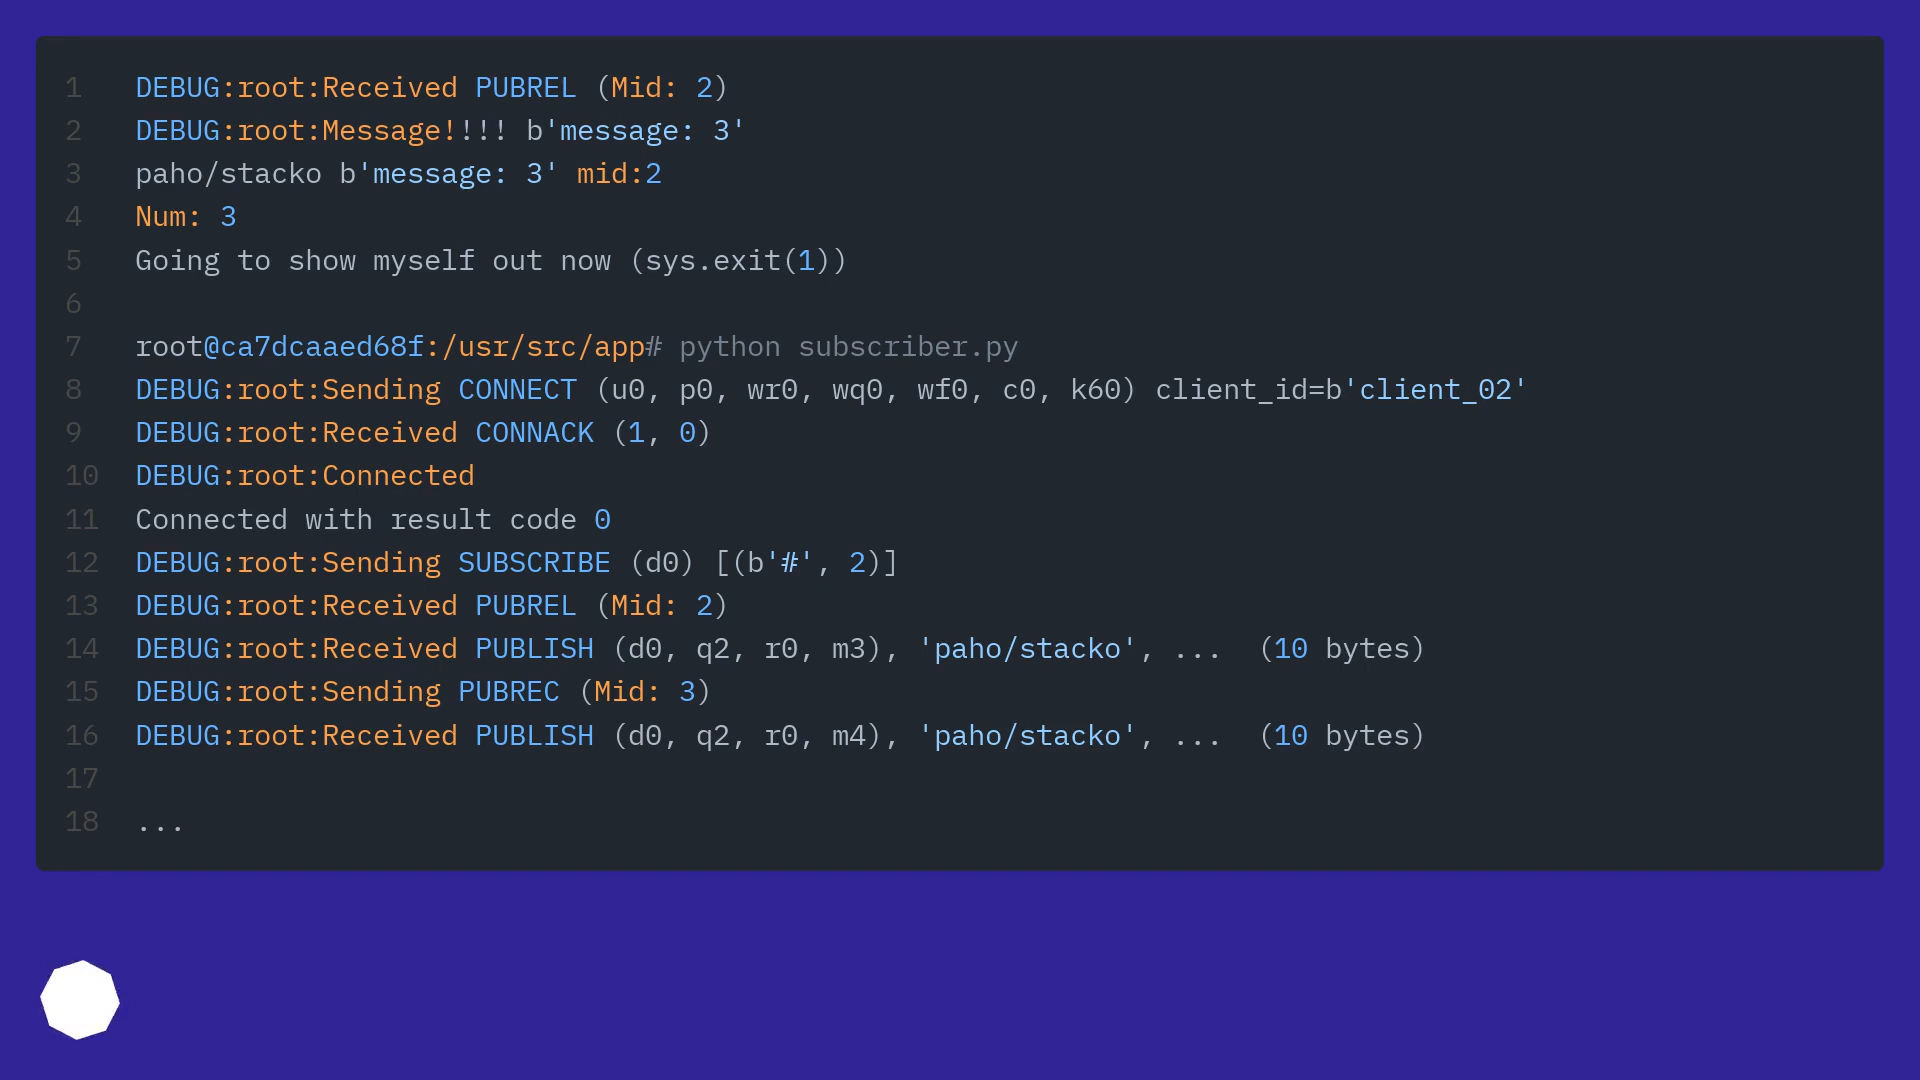 1 DEBUG:root:Received PUBREL (Mid: 2)
2 DEBUG:root:Message!!!! b'message: 3'
3 paho/stacko b'message: 3' mid:2
4 Num: 3
5 Going to show myself out now (sys.exit(1))
6
7 root@ca7dcaaed68f:/usr/src/app# python subscriber.py
8 DEBUG:root:Sending CONNECT (u0, p0, wr0, wq0, wf0, c0, k60) client_id=b'client_02'
9 DEBUG:root:Received CONNACK (1, 0)
10 DEBUG:root:Connected
11 Connected with result code 0
12 DEBUG:root:Sending SUBSCRIBE (d0) [(b'#', 2)]
13 DEBUG:root:Received PUBREL (Mid: 2)
14 DEBUG:root:Received PUBLISH (d0, q2, r0, m3), 'paho/stacko', ...  (10 bytes)
15 DEBUG:root:Sending PUBREC (Mid: 3)
16 DEBUG:root:Received PUBLISH (d0, q2, r0, m4), 'paho/stacko', ...  (10 bytes)
17
18 ...